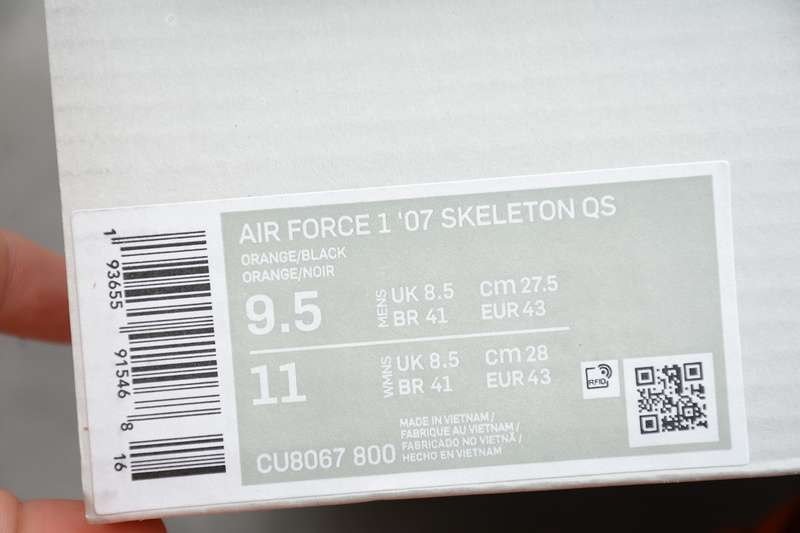 AIR FORCE 1 '07 SKELETON QS
ORANGE/BLACK
ORANGE/NOIR
9.5
MENS
UK 8.5
cm 27.5
BR 41
EUR 43
11
WMNS
UK 8.5
cm 28
BR 41
EUR 43
RFID
CU8067 800
MADE IN VIETNAM /
FABRIQUE AU VIETNAM /
FABRICADO NO VIETNÃ /
HECHO EN VIETNAM
1 93655 91546 8 16